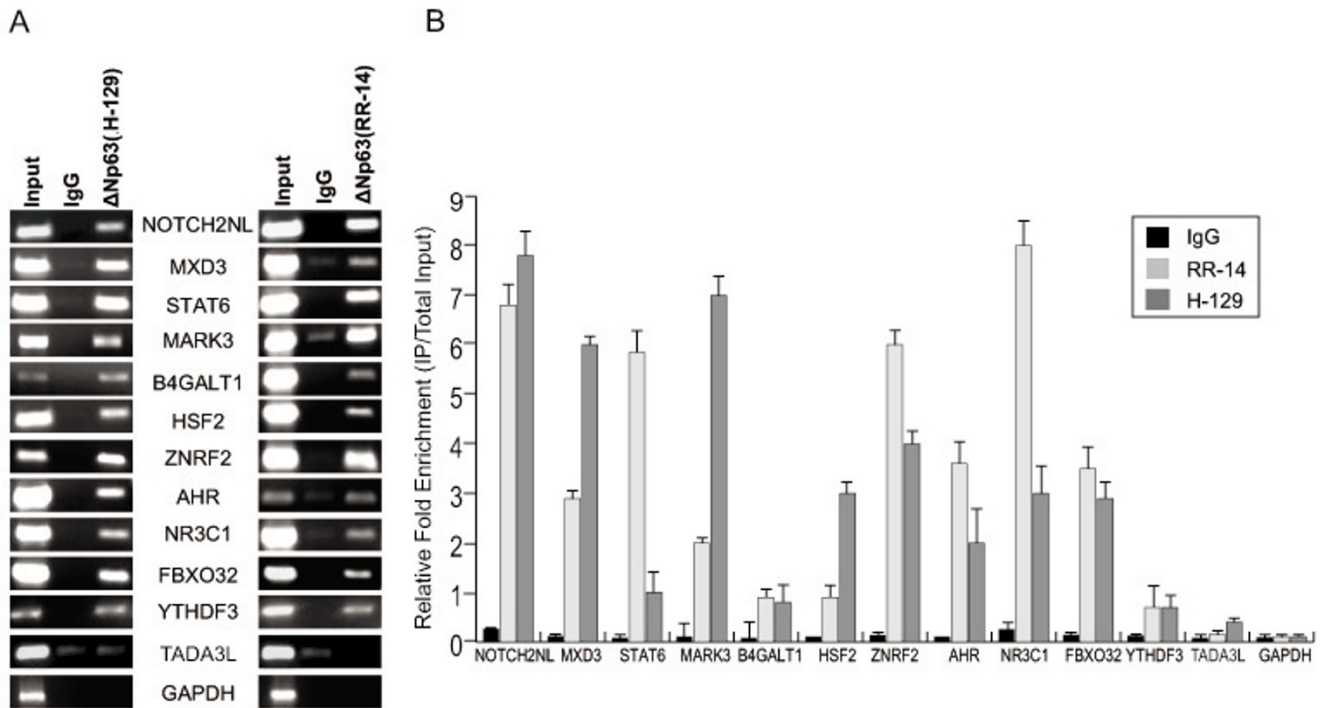 A
B
Input
IgG
ΔNp63(.H-129)
Input
IgG
ΔNp63(RR-14)
NOTCH2NL
MXD3
STAT6
MARK3
B4GALT1
HSF2
ZNRF2
AHR
NR3C1
FBXO32
YTHDF3
TADA3L
GAPDH
Relative Fold Enrichment (IP/Total Input)
9
8
7
6
5
4
3
2
1
0
IgG
RR-14
H-129
NOTCH2NL MXD3 STAT6 MARK3 B4GALT1 HSF2 ZNRF2 AHR NR3C1 FBXO32 YTHDF3 TADA3L GAPDH